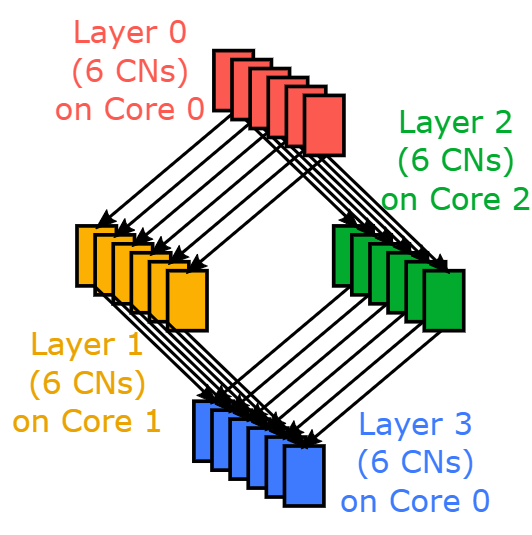 Layer 0
(6 CNs)
on Core 0
Layer 2
(6 CNs)
on Core 2
Layer 1
(6 CNs)
on Core 1
Layer 3
(6 CNs)
on Core 0